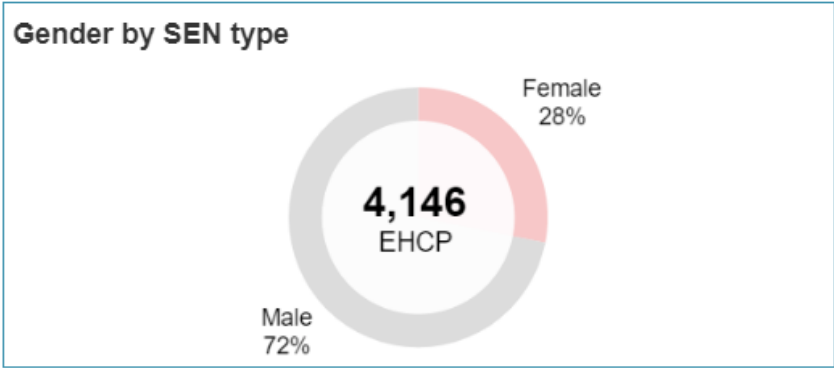 Gender by SEN type
Female
28%
4,146
EHCP
Male
72%